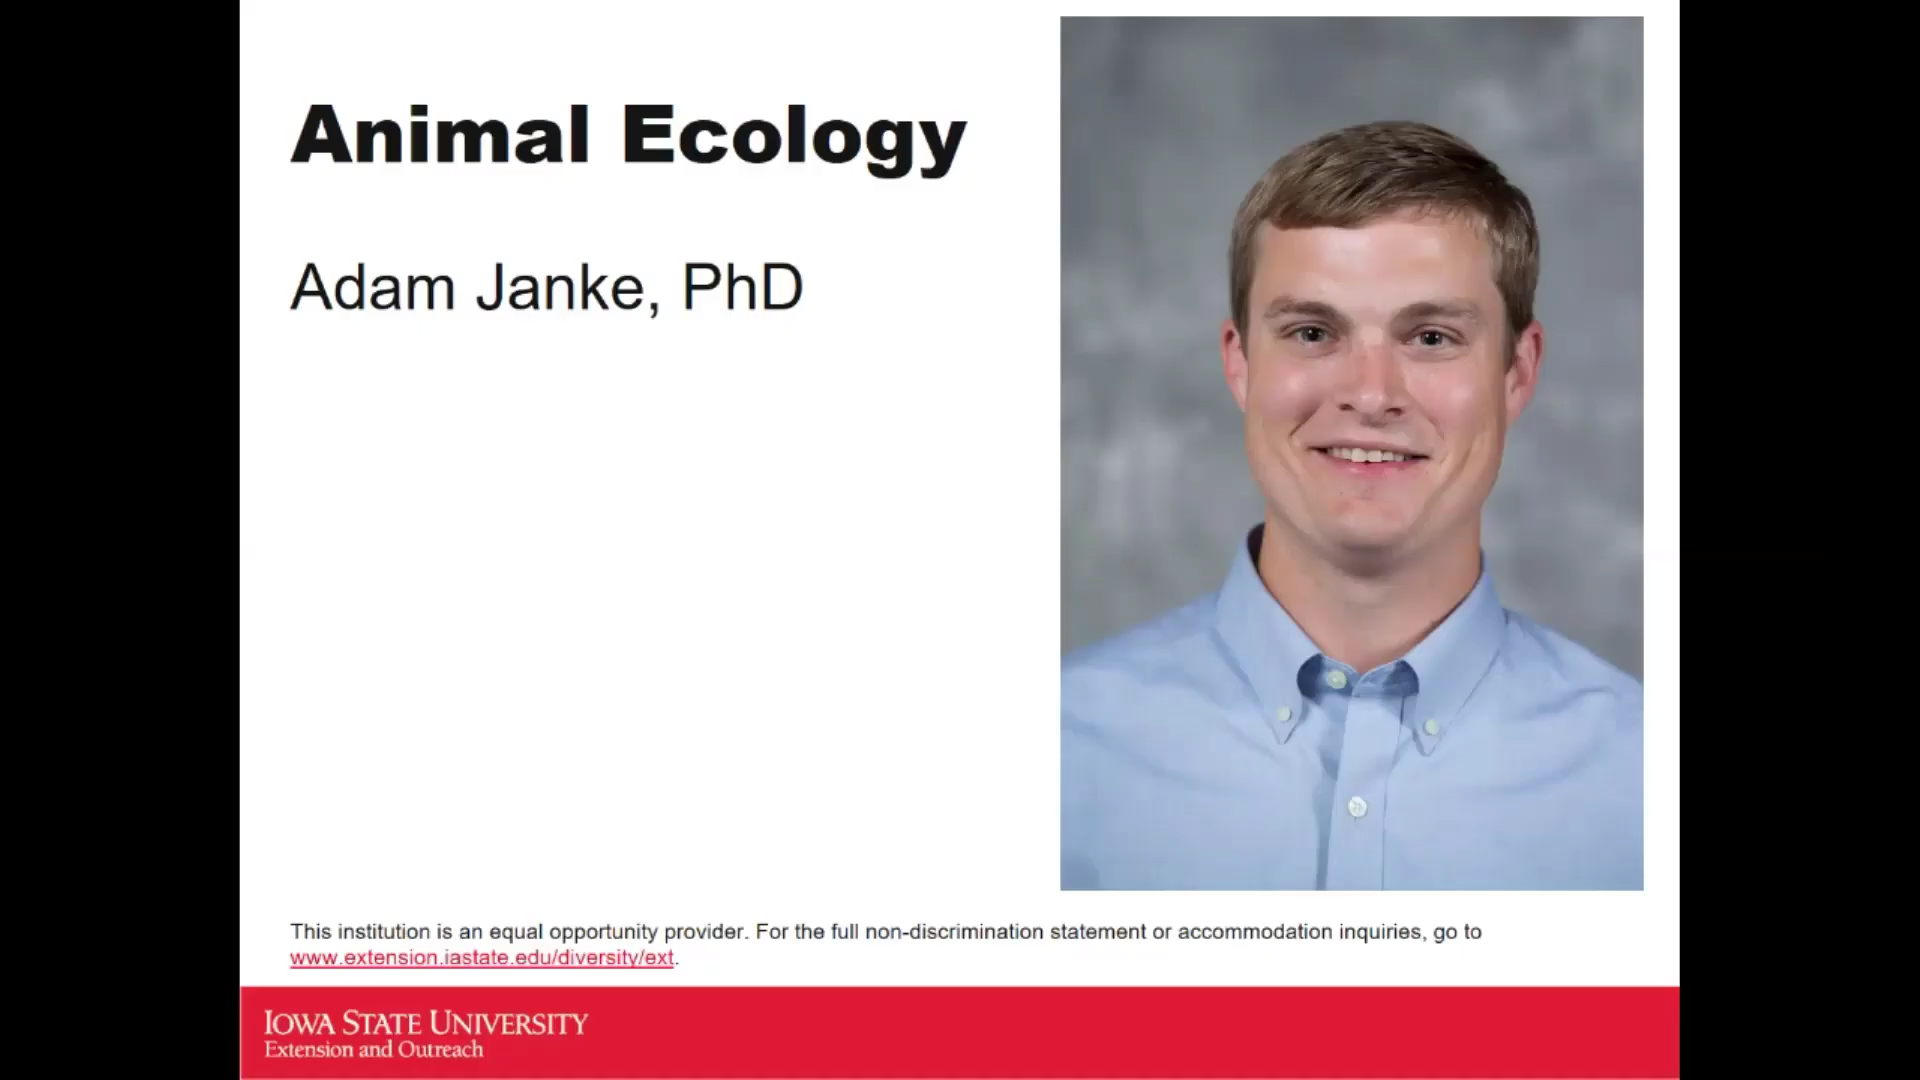 Animal Ecology
Adam Janke, PhD
This institution is an equal opportunity provider. For the full non-discrimination statement or accommodation inquiries, go to
www.extension.iastate.edu/diversity/ext.
IOWA STATE UNIVERSITY
Extension and Outreach